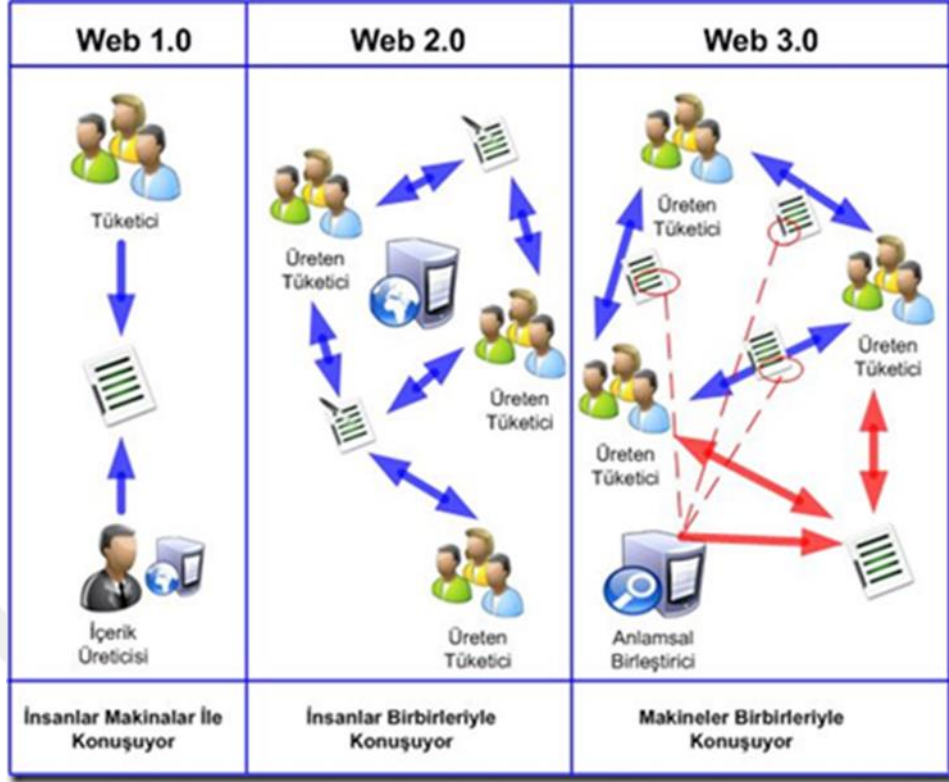 Web 1.0
Web 2.0
Web 3.0
Tüketici
İçerik
Üreticisi
Üreten
Tüketici
Üreten
Tüketici
Üreten
Tüketici
Üreten
Tüketici
Üreten
Tüketici
Üreten
Tüketici
Anlamsal
Birleştirici
İnsanlar Makinalar İle
Konuşuyor
İnsanlar Birbirleriyle
Konuşuyor
Makineler Birbirleriyle
Konuşuyor